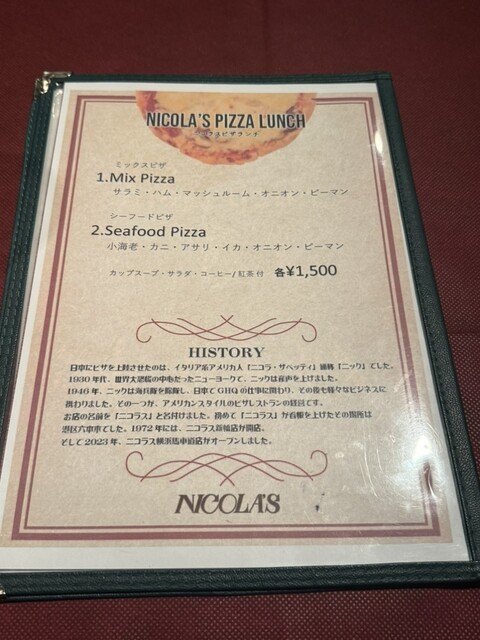 NICOLA'S PIZZA LUNCH
ニコラスピザランチ
ミックスピザ
1.Mix Pizza
サラミ・ハム・マッシュルーム・オニオン・ピーマン
シーフードピザ
2.Seafood Pizza
小海老・カニ・アサリ・イカ・オニオン・ピーマン
カップスープ・サラダ・コーヒー/紅茶付 各¥1,500
HISTORY
日本にピザを上陸させたのは、イタリア系アメリカ人「ニコラ・ザペッティ」通称「ニック」でした。
1930年代、世界大恐慌の中心だったニューヨークで、ニックは産声を上げました。
1946年、ニックは海兵隊を除隊し、日本でGHQの仕事に関わり、その後も様々なビジネスに
携わりました。その一つが、アメリカンスタイルのピザレストランの経営です。
お店の名前を「ニコラス」と名付けました。初めて「ニコラス」が看板を上げたその場所は
港区六本木でした。1972年には、ニコラス新橋店が開店。
そして2023年、ニコラス横浜馬車道店がオープンしました。
NICOLA'S